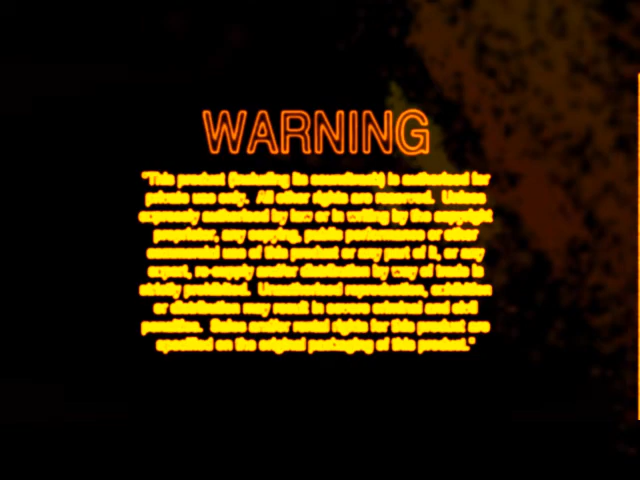 WARNING
"This product (including its soundtrack) is authorised for
private use only. All other rights are reserved. Unless
expressly authorised by law or in writing by the copyright
proprietor, any copying, public performance or other
commercial use of this product or any part of it, or any
export, re-supply and/or distribution by way of trade is
strictly prohibited. Unauthorised reproduction, exhibition
or distribution may result in severe criminal and civil
penalties. Sales and/or rental rights for this product are
specified on the original packaging of this product."